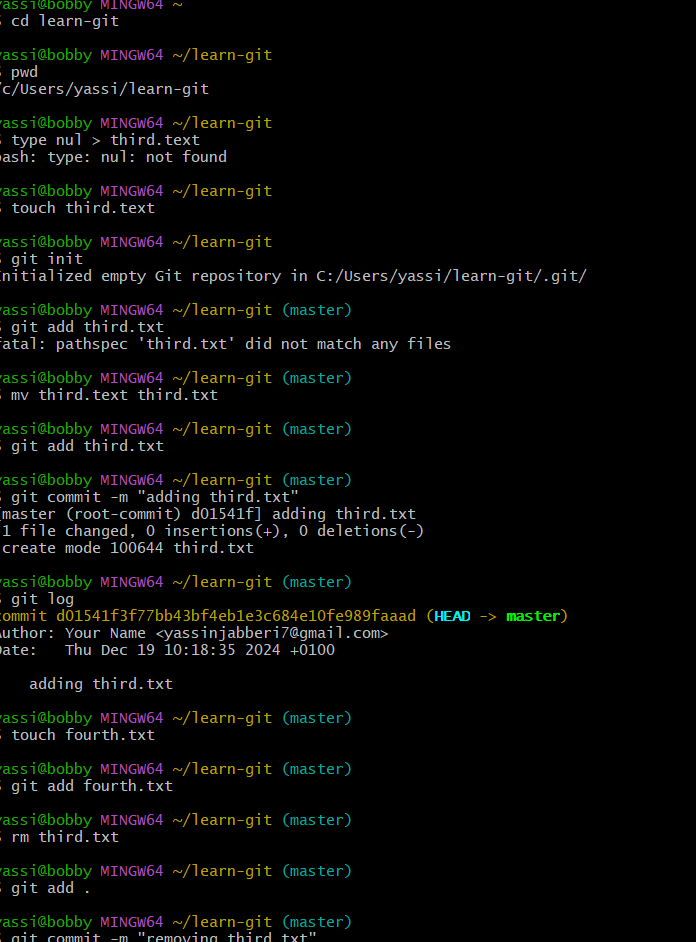 yassi@bobby MINGW64 ~
$ cd learn-git
yassi@bobby MINGW64 ~/learn-git
$ pwd
/c/Users/yassi/learn-git
yassi@bobby MINGW64 ~/learn-git
$ type nul > third.text
bash: type: nul: not found
yassi@bobby MINGW64 ~/learn-git
$ touch third.text
yassi@bobby MINGW64 ~/learn-git
$ git init
Initialized empty Git repository in C:/Users/yassi/learn-git/.git/
yassi@bobby MINGW64 ~/learn-git (master)
$ git add third.txt
fatal: pathspec 'third.txt' did not match any files
yassi@bobby MINGW64 ~/learn-git (master)
$ mv third.text third.txt
yassi@bobby MINGW64 ~/learn-git (master)
$ git add third.txt
yassi@bobby MINGW64 ~/learn-git (master)
$ git commit -m "adding third.txt"
[master (root-commit) d01541f] adding third.txt
1 file changed, 0 insertions(+), 0 deletions(-)
create mode 100644 third.txt
yassi@bobby MINGW64 ~/learn-git (master)
$ git log
commit d01541f3f77bb43bf4eb1e3c684e10fe989faaad (HEAD -> master)
Author: Your Name <yassinjabberi7@gmail.com>
Date: Thu Dec 19 10:18:35 2024 +0100
adding third.txt
yassi@bobby MINGW64 ~/learn-git (master)
$ touch fourth.txt
yassi@bobby MINGW64 ~/learn-git (master)
$ git add fourth.txt
yassi@bobby MINGW64 ~/learn-git (master)
$ rm third.txt
yassi@bobby MINGW64 ~/learn-git (master)
$ git add .
yassi@bobby MINGW64 ~/learn-git (master)
$ git commit -m "removing third.txt"